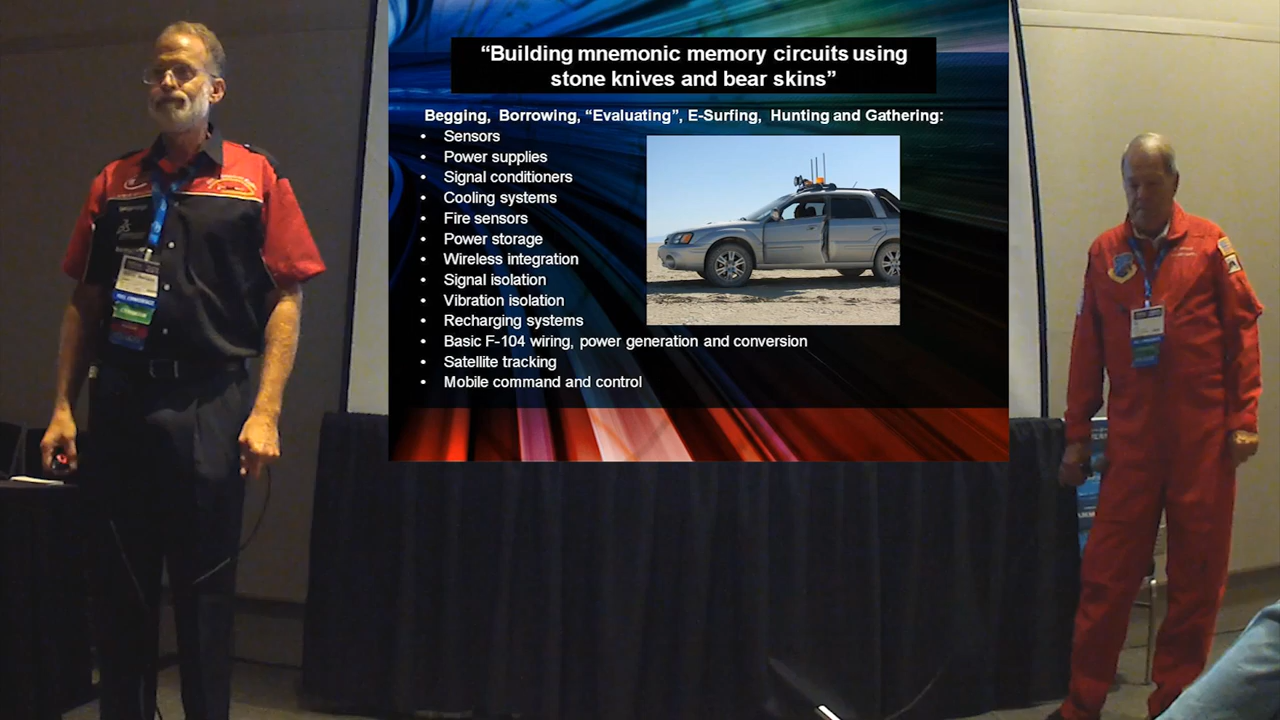 “Building mnemonic memory circuits using
stone knives and bear skins”
Begging, Borrowing, “Evaluating”, E-Surfing, Hunting and Gathering:
• Sensors
• Power supplies
• Signal conditioners
• Cooling systems
• Fire sensors
• Power storage
• Wireless integration
• Signal isolation
• Vibration isolation
• Recharging systems
• Basic F-104 wiring, power generation and conversion
• Satellite tracking
• Mobile command and control